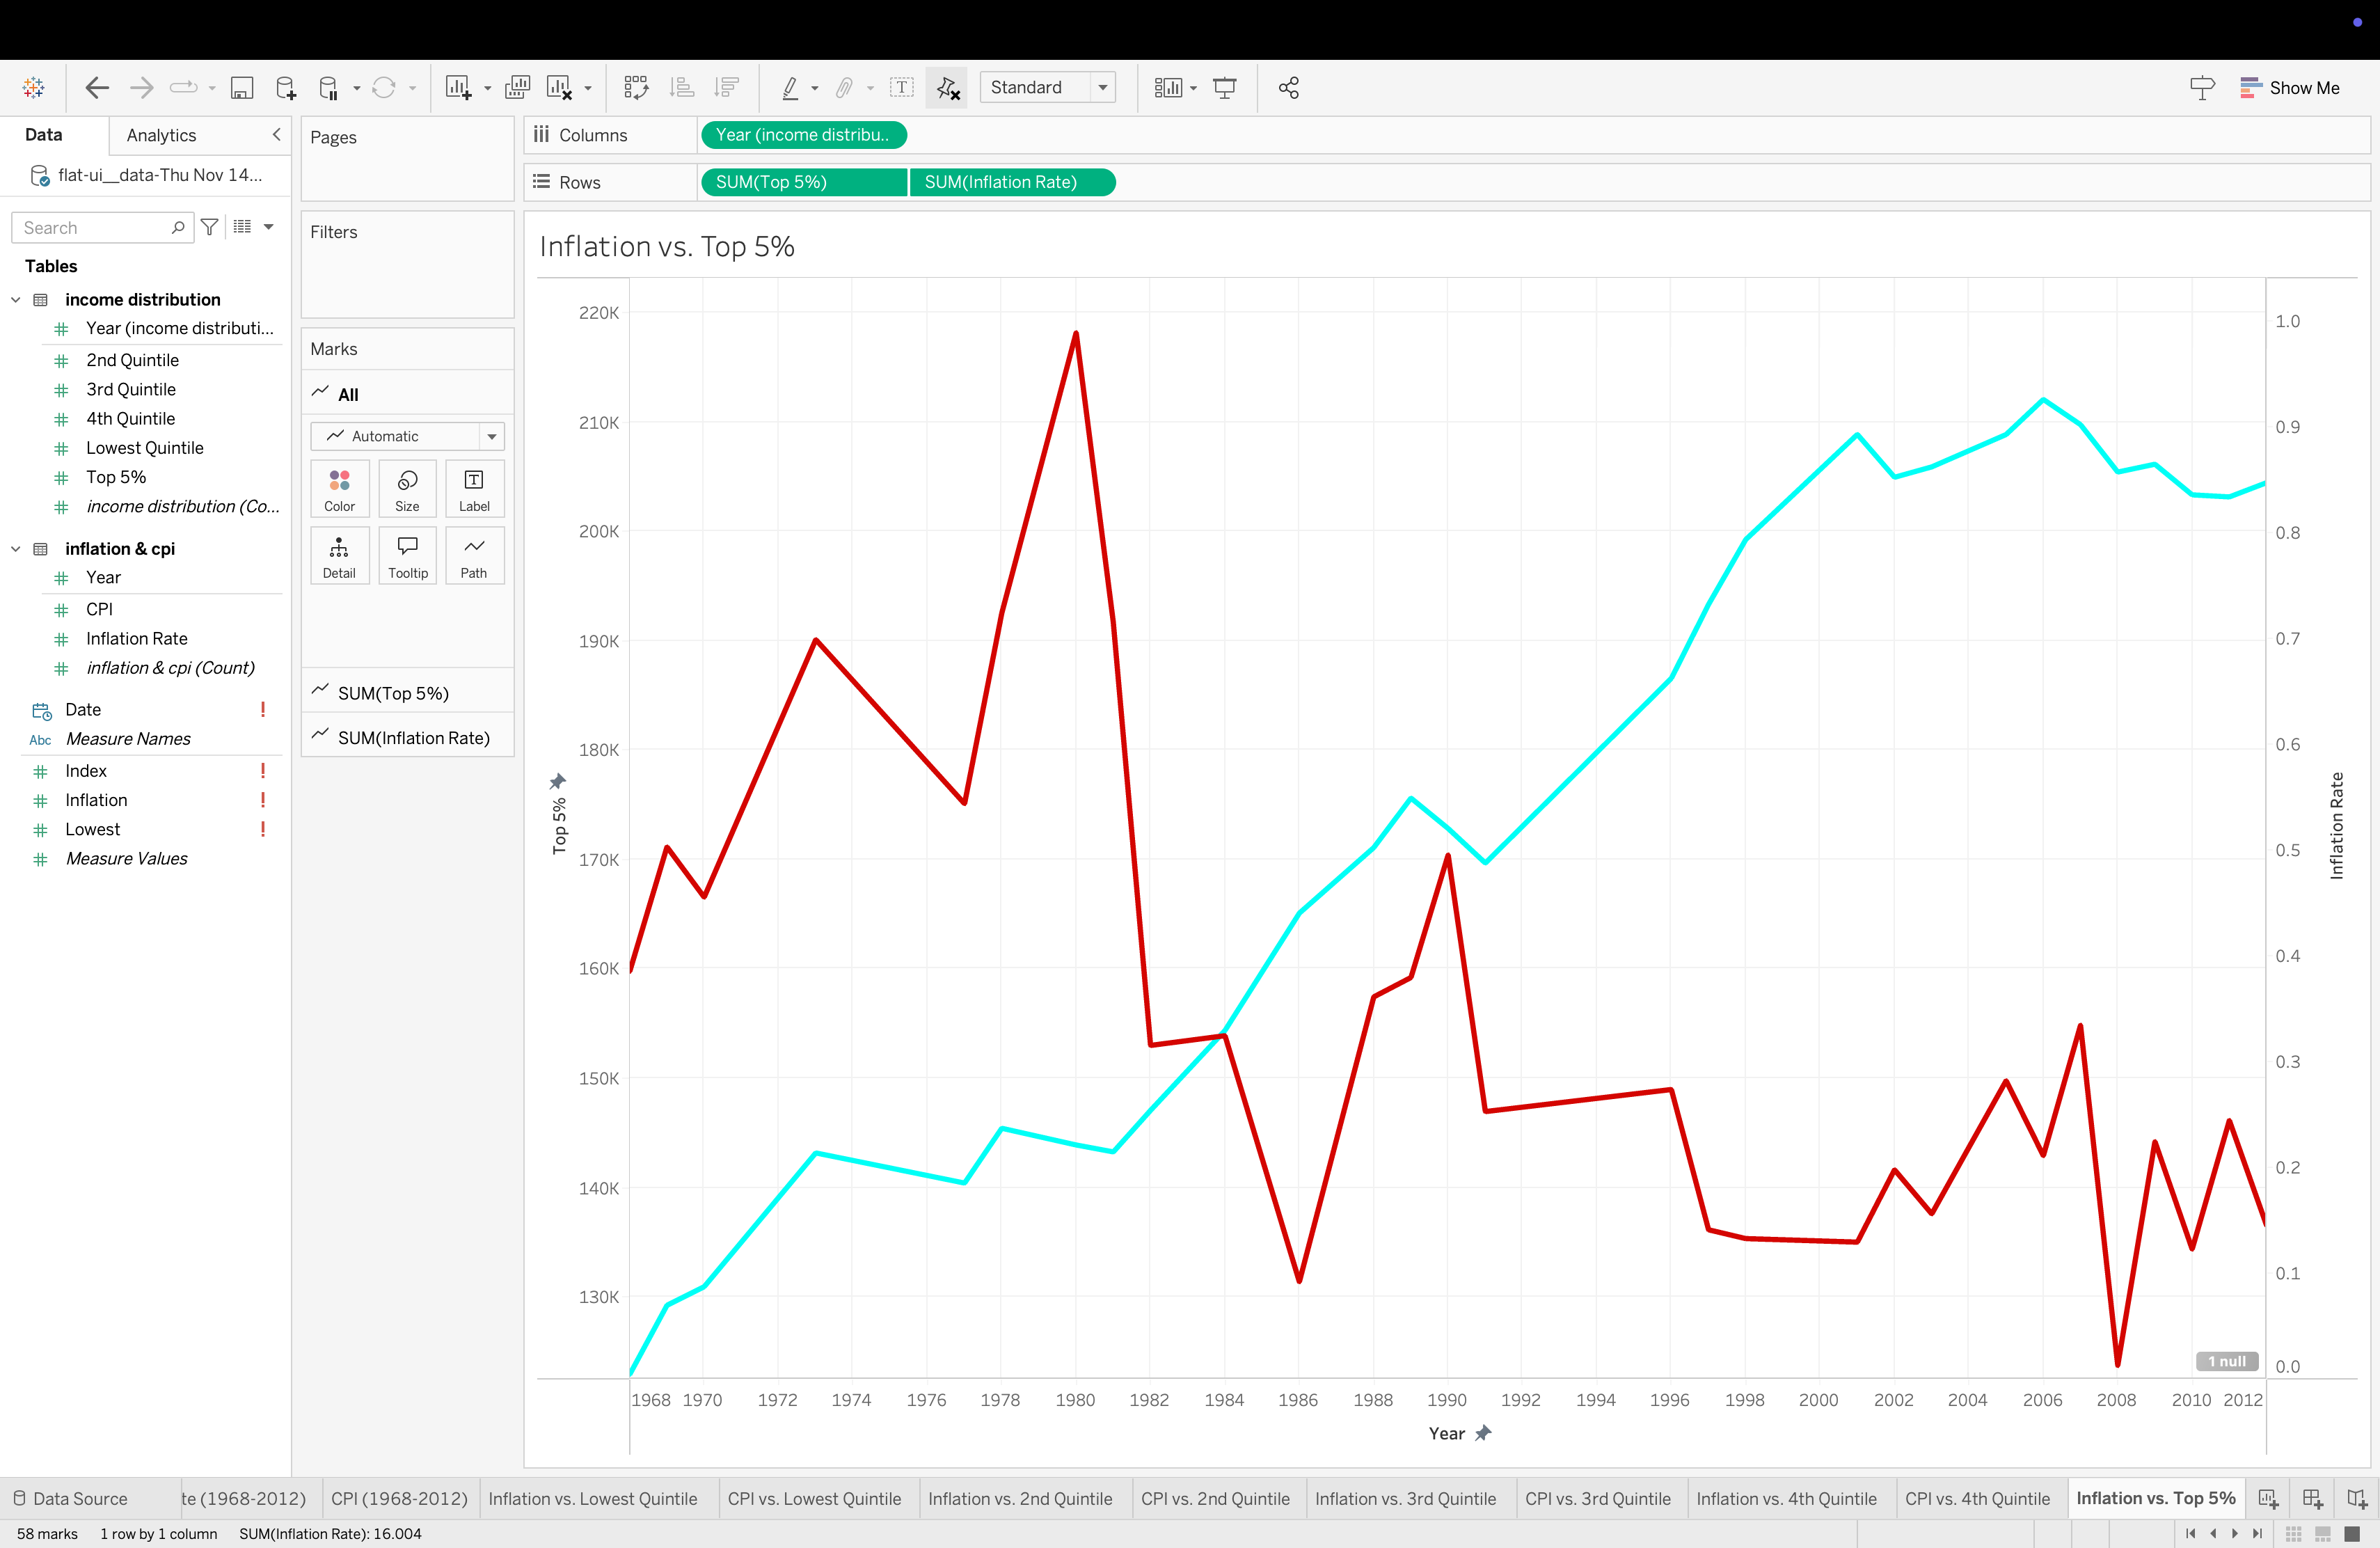 Standard
Show Me
Data
Analytics
flat-ui__data-Thu Nov 14...
Search
Tables
income distribution
Year (income distributi...
2nd Quintile
3rd Quintile
4th Quintile
Lowest Quintile
Top 5%
income distribution (Co...
inflation & cpi
Year
CPI
Inflation Rate
inflation & cpi (Count)
Date !
Abc Measure Names
Index !
Inflation !
Lowest !
Measure Values
Pages
Filters
Marks
All
Automatic
Color Size Label
Detail Tooltip Path
SUM(Top 5%)
SUM(Inflation Rate)
Columns Year (income distribu..
Rows SUM(Top 5%) SUM(Inflation Rate)
Inflation vs. Top 5%
Top 5%
220K
210K
200K
190K
180K
170K
160K
150K
140K
130K
1.0
0.9
0.8
0.7
0.6
0.5
0.4
0.3
0.2
0.1
0.0
Inflation Rate
1 null
1968 1970 1972 1974 1976 1978 1980 1982 1984 1986 1988 1990 1992 1994 1996 1998 2000 2002 2004 2006 2008 2010 2012
Year
Data Source te (1968-2012) CPI (1968-2012) Inflation vs. Lowest Quintile CPI vs. Lowest Quintile Inflation vs. 2nd Quintile CPI vs. 2nd Quintile Inflation vs. 3rd Quintile CPI vs. 3rd Quintile Inflation vs. 4th Quintile CPI vs. 4th Quintile Inflation vs. Top 5%
58 marks 1 row by 1 column SUM(Inflation Rate): 16.004